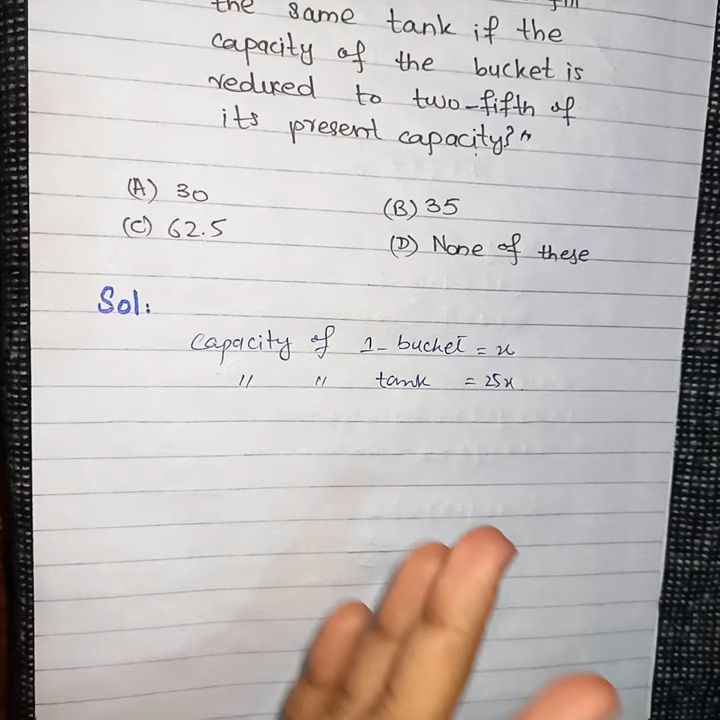 the same tank if the
capacity of the bucket is
reduced to two-fifth of
its present capacity?"
(A) 30
(B) 35
(C) 62.5
(D) None of these
Sol:
Capacity of 1-bucket = x
" " tank = 25x